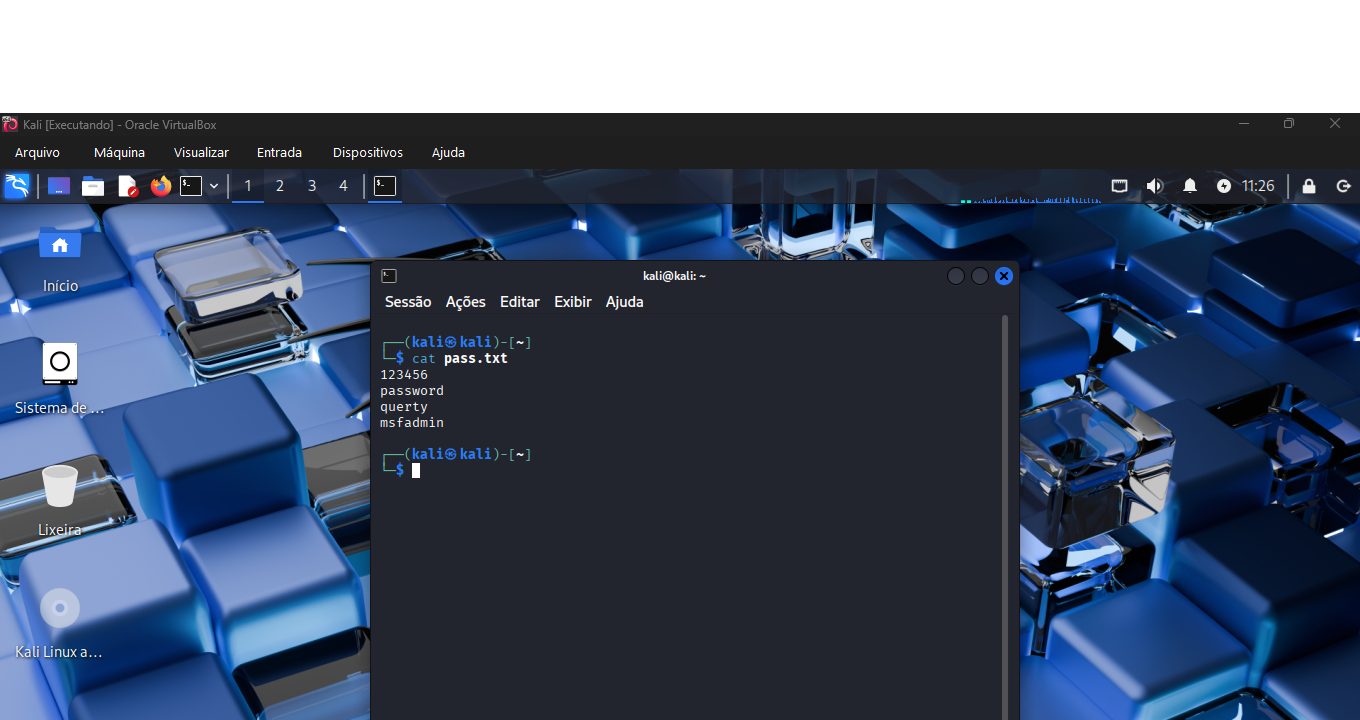 Kali [Executando] - Oracle VirtualBox
Arquivo Máquina Visualizar Entrada Dispositivos Ajuda
1 2 3 4 11:26
Início
Sistema de ...
Lixeira
Kali Linux a...
kali@kali: ~
Sessão Ações Editar Exibir Ajuda
┌──(kali㉿kali)-[~]
└─$ cat pass.txt
123456
password
querty
msfadmin
┌──(kali㉿kali)-[~]
└─$